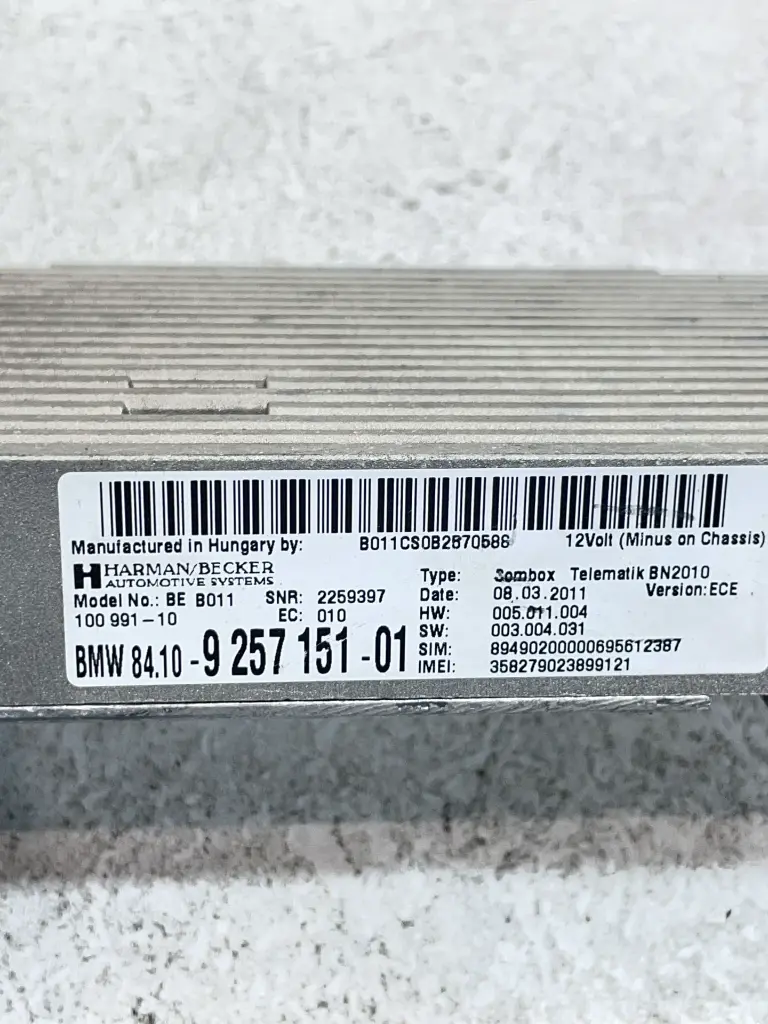 Manufactured in Hungary by: B011CS0B2870586 12Volt (Minus on Chassis)
HARMAN/BECKER
AUTOMOTIVE SYSTEMS
Model No.: BE B011 SNR: 2259397
100 991-10 EC: 010
BMW 84.10 -9 257 151 -01
Type: Combox Telematik BN2010
Date: 08.03.2011 Version: ECE
HW: 005.011.004
SW: 003.004.031
SIM: 89490200000695612387
IMEI: 358279023899121